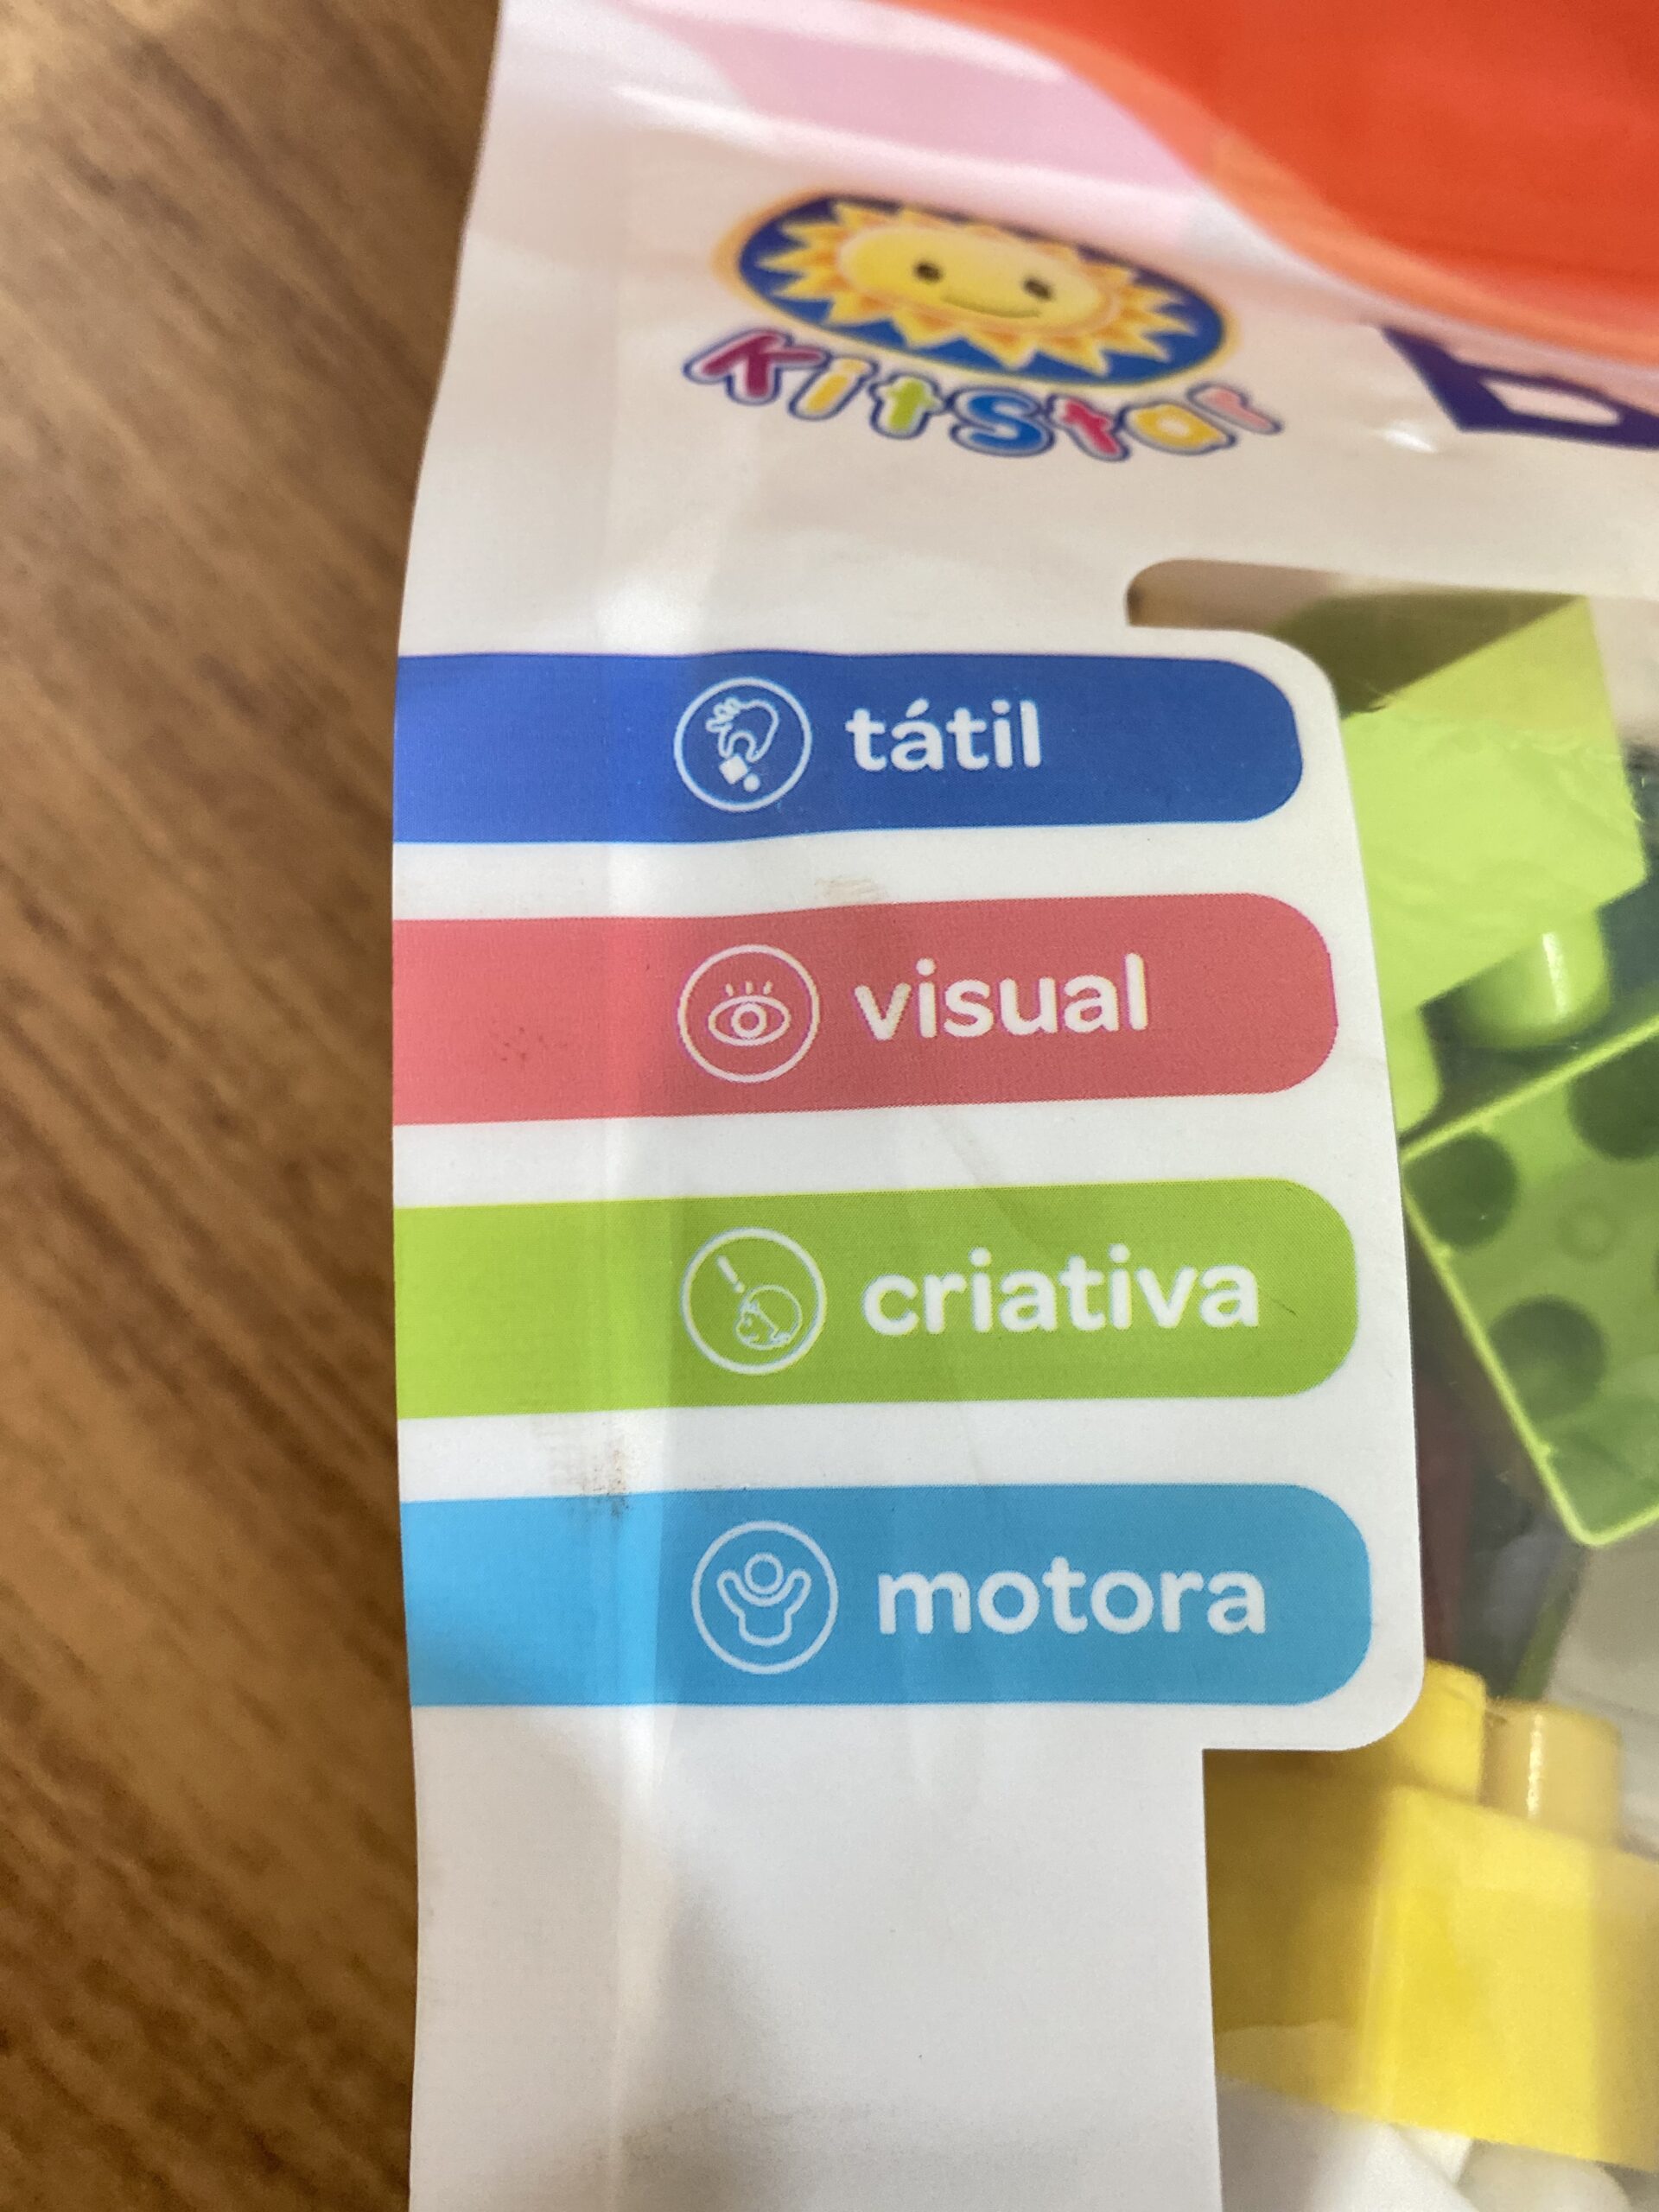 KitStar
tátil
visual
criativa
motora